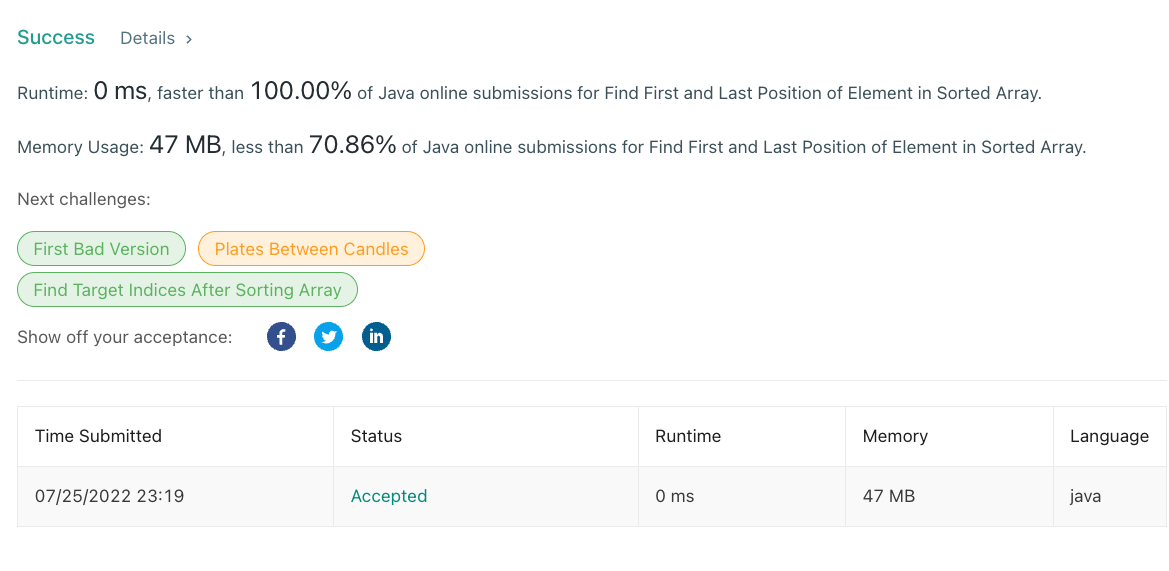 Success Details >
Runtime: 0 ms, faster than 100.00% of Java online submissions for Find First and Last Position of Element in Sorted Array.
Memory Usage: 47 MB, less than 70.86% of Java online submissions for Find First and Last Position of Element in Sorted Array.
Next challenges:
First Bad Version Plates Between Candles
Find Target Indices After Sorting Array
Show off your acceptance: f in
Time Submitted Status Runtime Memory Language
07/25/2022 23:19 Accepted 0 ms 47 MB java